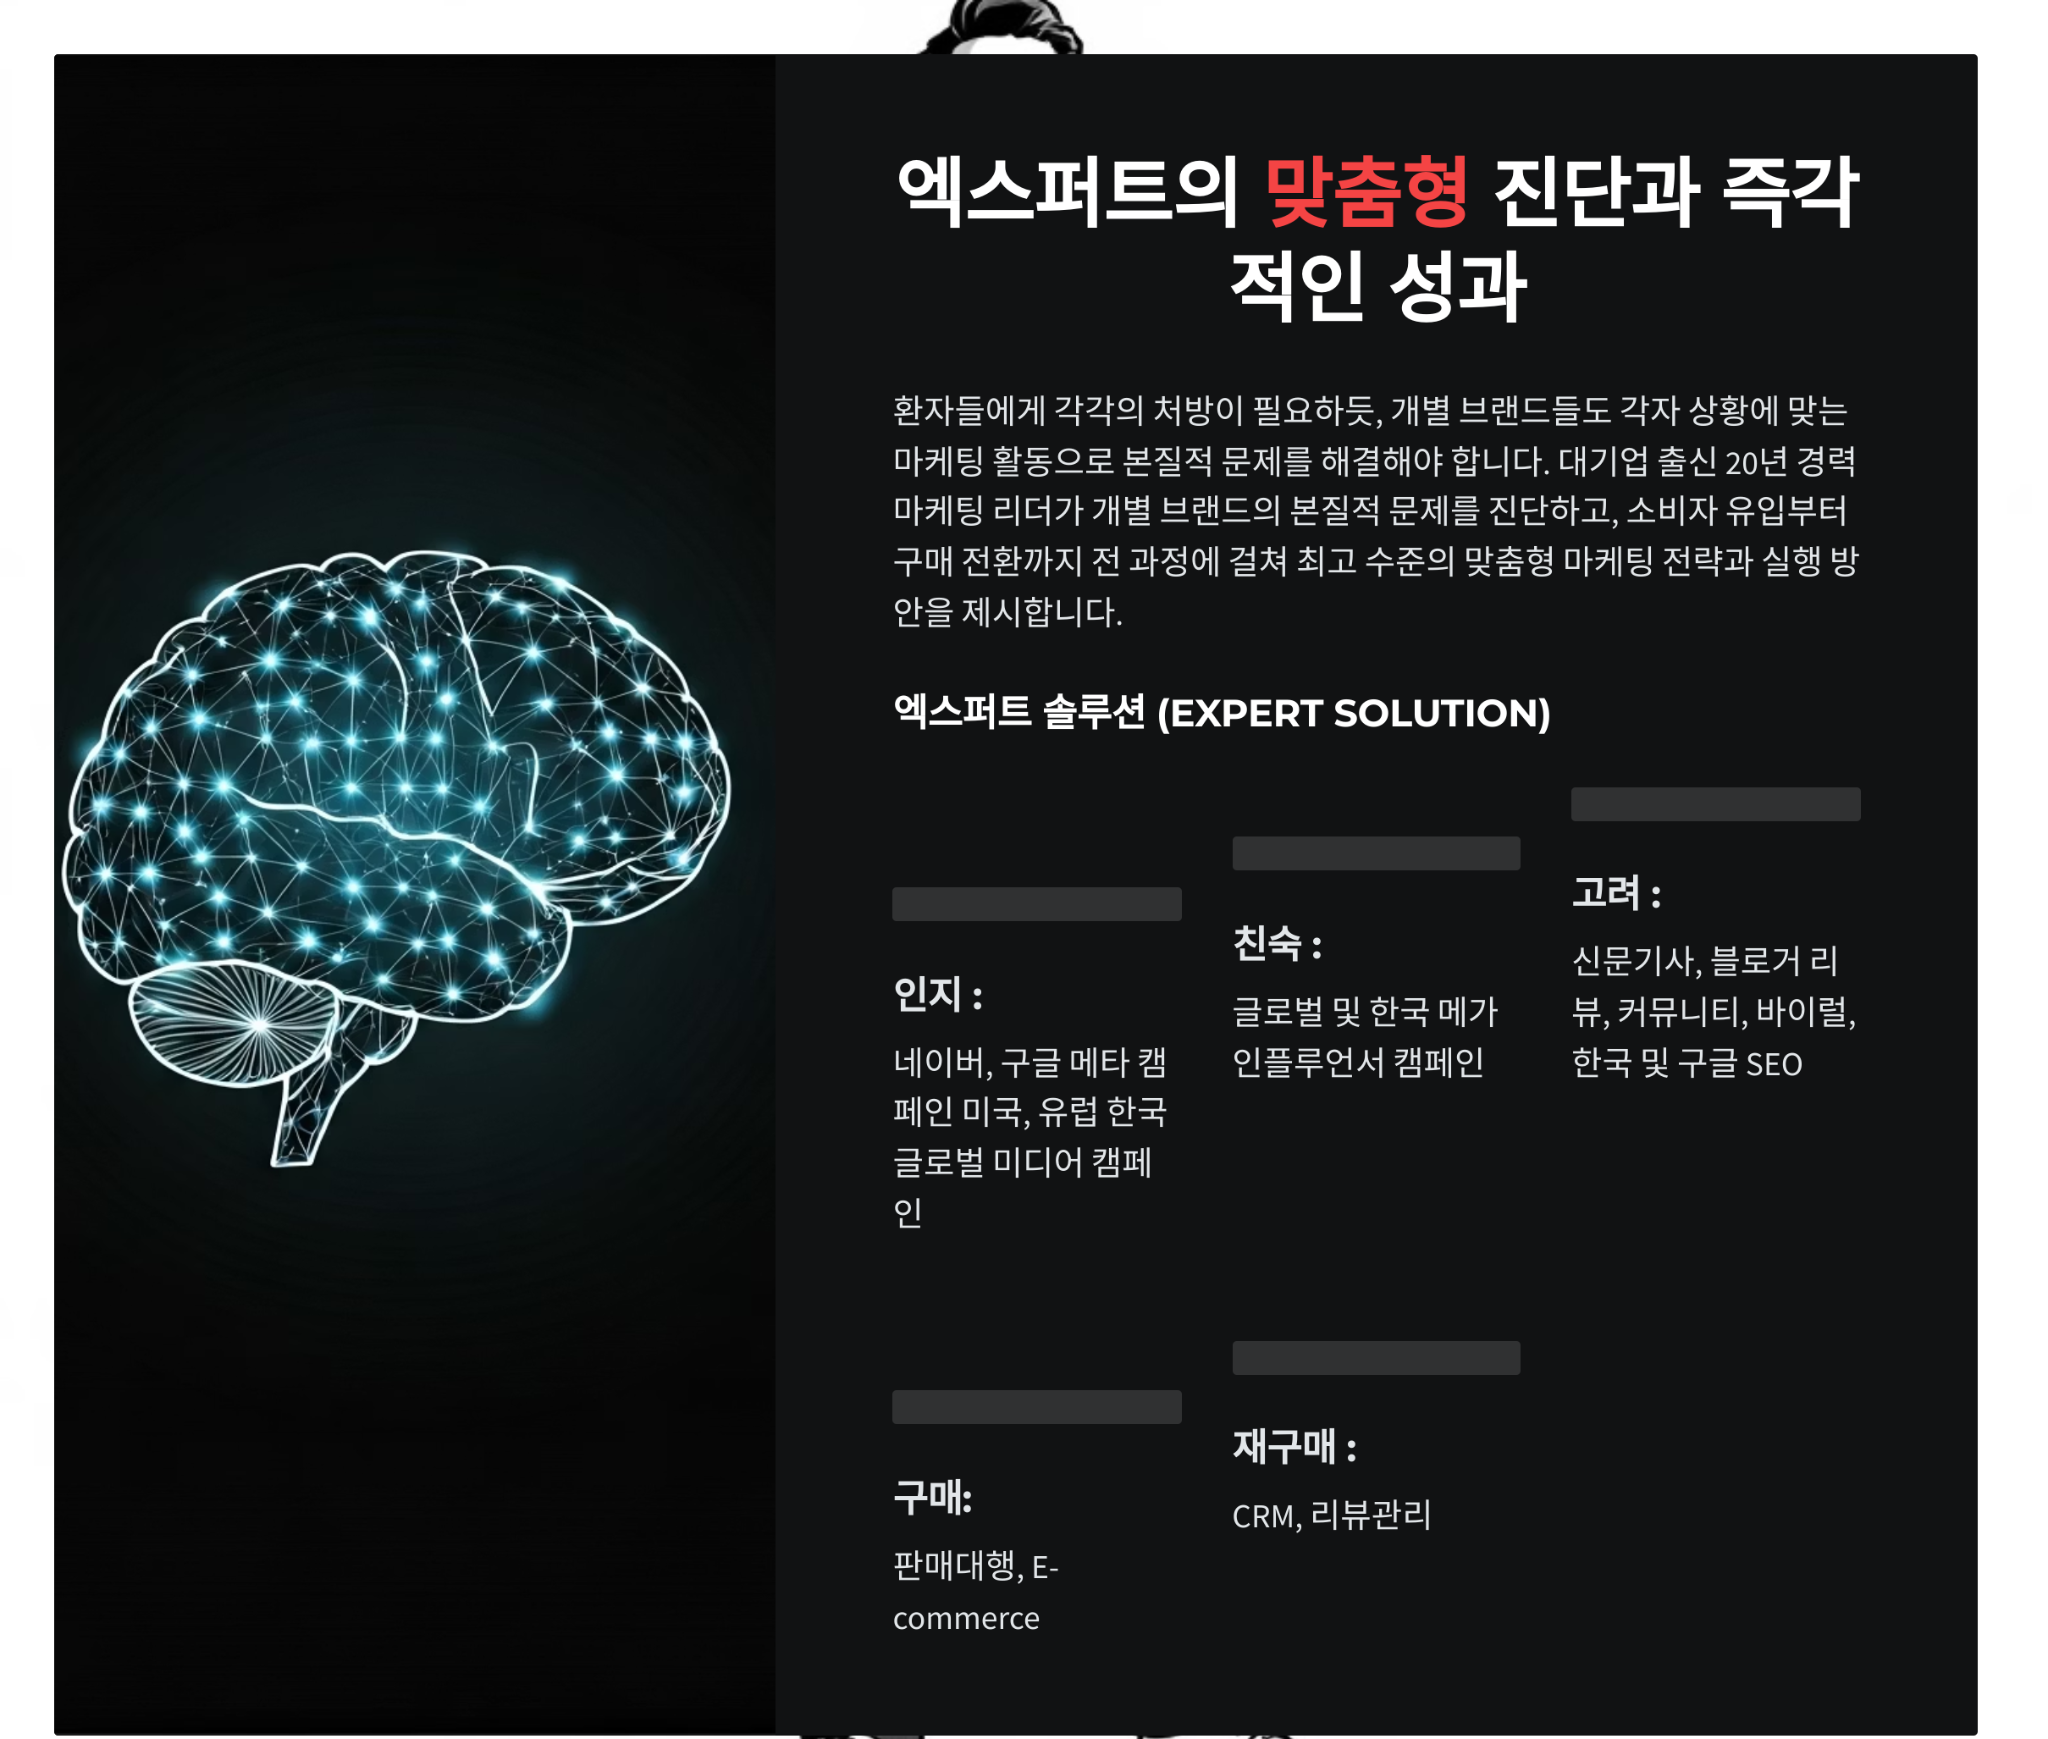 엑스퍼트의 맞춤형 진단과 즉각
적인 성과
환자들에게 각각의 처방이 필요하듯, 개별 브랜드들도 각자 상황에 맞는
마케팅 활동으로 본질적 문제를 해결해야 합니다. 대기업 출신 20년 경력
마케팅 리더가 개별 브랜드의 본질적 문제를 진단하고, 소비자 유입부터
구매 전환까지 전 과정에 걸쳐 최고 수준의 맞춤형 마케팅 전략과 실행 방
안을 제시합니다.
엑스퍼트 솔루션 (EXPERT SOLUTION)
인지 :
네이버, 구글 메타 캠
페인 미국, 유럽 한국
글로벌 미디어 캠페
인
친숙 :
글로벌 및 한국 메가
인플루언서 캠페인
고려 :
신문기사, 블로거 리
뷰, 커뮤니티, 바이럴,
한국 및 구글 SEO
구매:
판매대행, E-
commerce
재구매 :
CRM, 리뷰관리